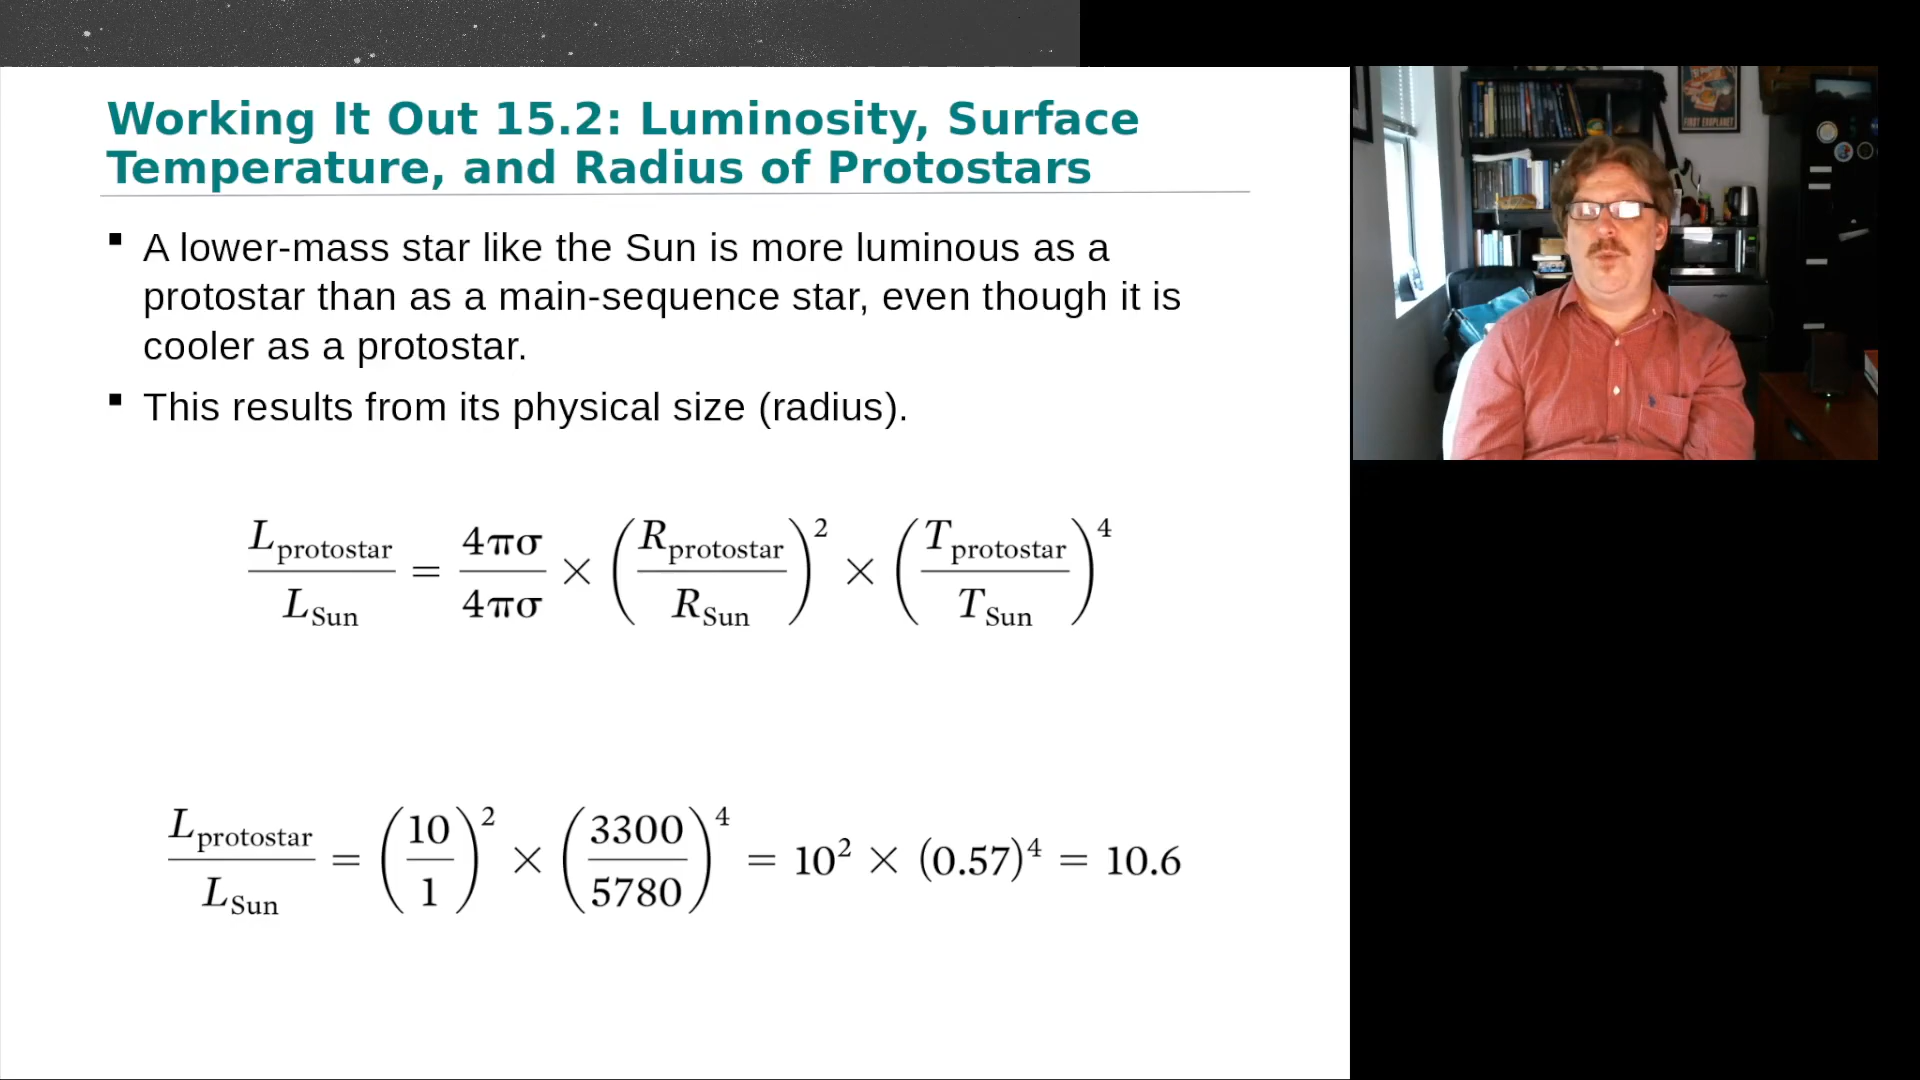 Working It Out 15.2: Luminosity, Surface
Temperature, and Radius of Protostars
▪ A lower-mass star like the Sun is more luminous as a
protostar than as a main-sequence star, even though it is
cooler as a protostar.
▪ This results from its physical size (radius).
L_protostar / L_Sun = 4πσ / 4πσ × (R_protostar / R_Sun)² × (T_protostar / T_Sun)⁴
L_protostar / L_Sun = (10 / 1)² × (3300 / 5780)⁴ = 10² × (0.57)⁴ = 10.6
FIRST EXOPLANET